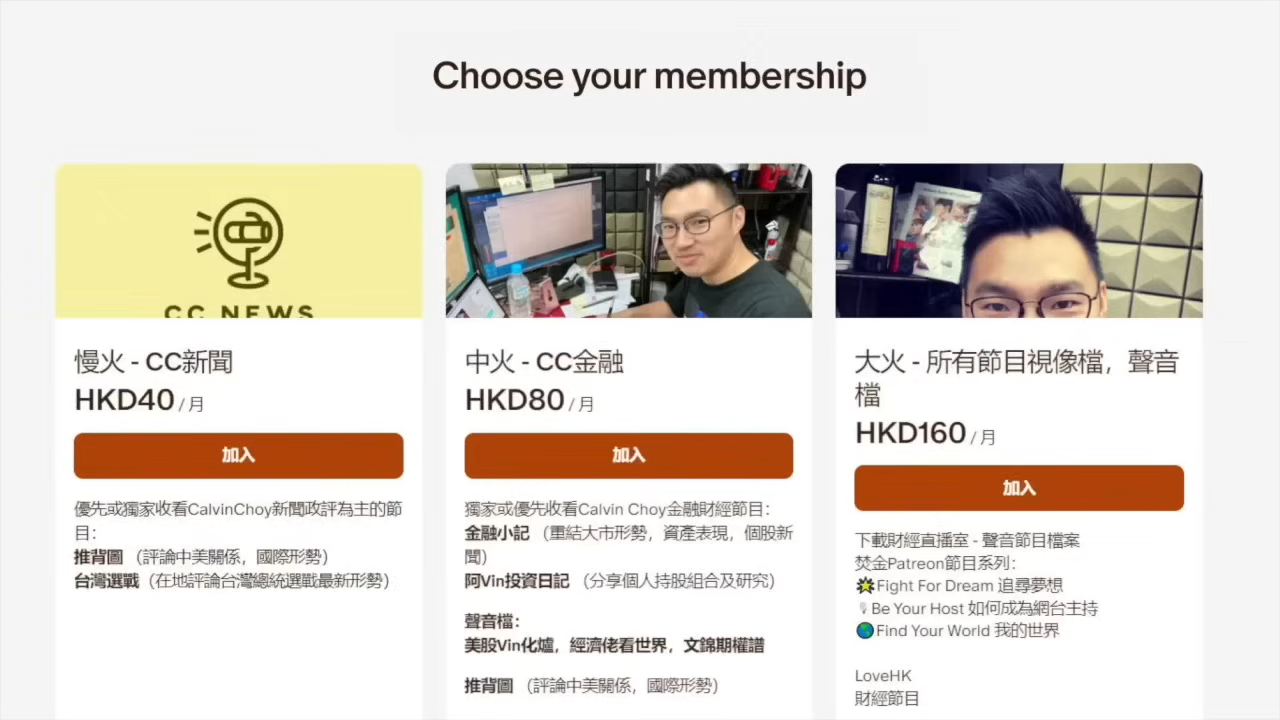 Choose your membership
CC NEWS
慢火 - CC新聞
HKD40 / 月
加入
優先或獨家收看CalvinChoy新聞政評為主的節
目：
推背圖 （評論中美關係，國際形勢）
台灣選戰（在地評論台灣總統選戰最新形勢）
中火 - CC金融
HKD80 / 月
加入
獨家或優先收看Calvin Choy金融財經節目：
金融小記 （重結大市形勢，資產表現，個股新
聞）
阿Vin投資日記 （分享個人持股組合及研究）
聲音檔：
美股Vin化爐，經濟佬看世界，文錦期權譜
推背圖 （評論中美關係，國際形勢）
大火 - 所有節目視像檔，聲音
檔
HKD160 / 月
加入
下載財經直播室 - 聲音節目檔案
焚金Patreon節目系列：
Fight For Dream 追尋夢想
Be Your Host 如何成為網台主持
Find Your World 我的世界
LoveHK
財經節目